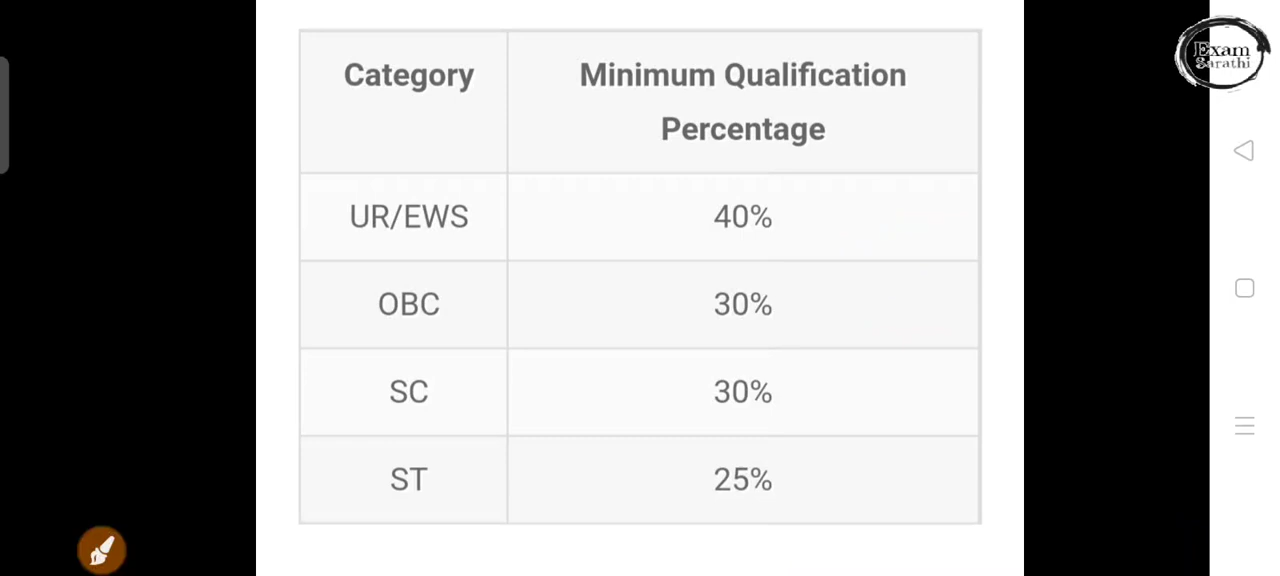 Exam
Sarathi
Category Minimum Qualification
Percentage
UR/EWS 40%
OBC 30%
SC 30%
ST 25%